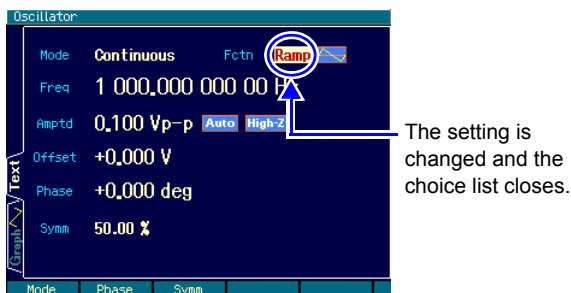 Oscillator
Mode Continuous Fctn Ramp
Freq 1 000.000 000 00 Hz
Amptd 0.100 Vp-p Auto High-Z
Offset +0.000 V
Phase +0.000 deg
Symm 50.00 %
Text
Graph
Mode Phase Symm
The setting is
changed and the
choice list closes.